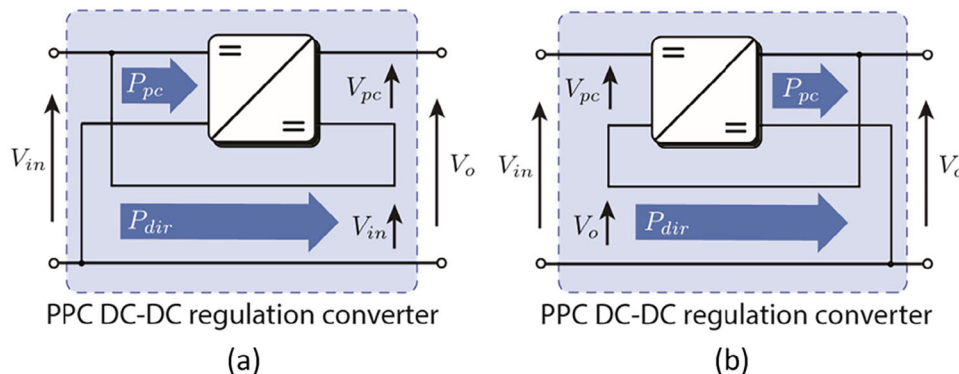 P_pc
V_pc
V_in
V_o
P_dir
V_in
PPC DC-DC regulation converter
(a)
V_pc
P_pc
V_in
V_o
V_o
P_dir
PPC DC-DC regulation converter
(b)